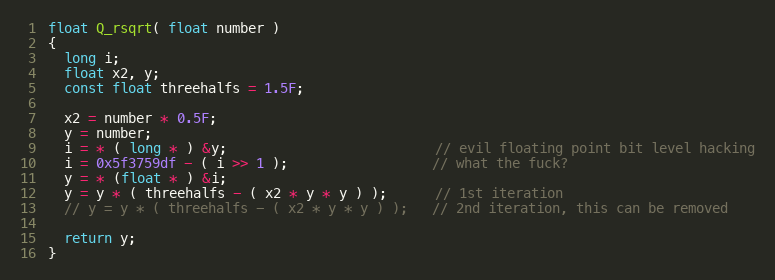 1 float Q_rsqrt( float number )
2 {
3   long i;
4   float x2, y;
5   const float threehalfs = 1.5F;
6
7   x2 = number * 0.5F;
8   y = number;
9   i = * ( long * ) &y;                          // evil floating point bit level hacking
10   i = 0x5f3759df - ( i >> 1 );                  // what the fuck?
11   y = * (float * ) &i;
12   y = y * ( threehalfs - ( x2 * y * y ) );      // 1st iteration
13   // y = y * ( threehalfs - ( x2 * y * y ) );   // 2nd iteration, this can be removed
14
15   return y;
16 }